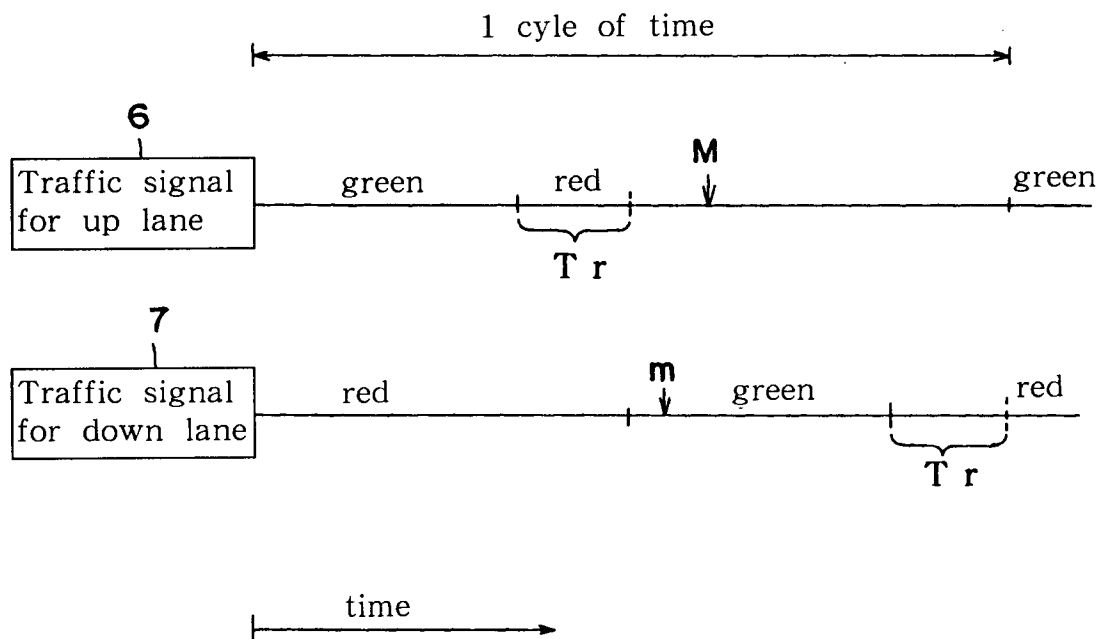 1 cyle of time
6
Traffic signal
for up lane
green
red
M
green
T r
7
Traffic signal
for down lane
red
m
green
red
T r
time